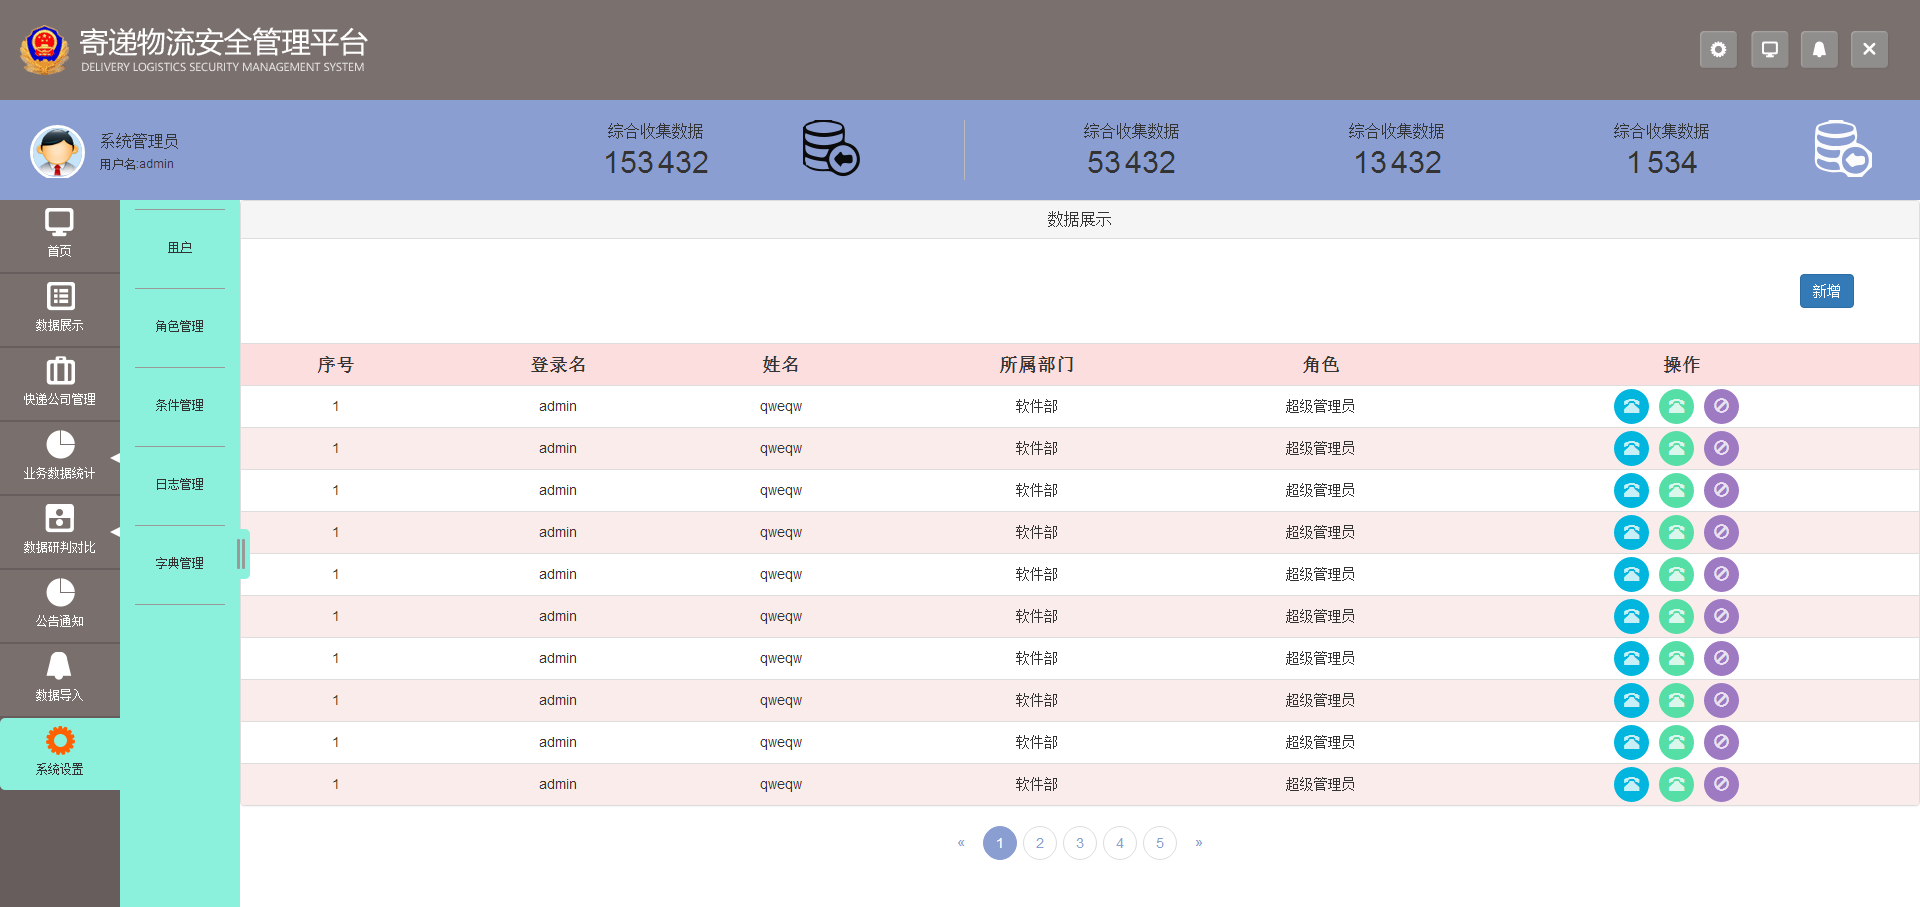 寄递物流安全管理平台
DELIVERY LOGISTICS SECURITY MANAGEMENT SYSTEM
系统管理员
用户名:admin
综合收集数据
153432
综合收集数据
53432
综合收集数据
13432
综合收集数据
1534
首页
数据展示
快递公司管理
业务数据统计
数据研判对比
公告通知
数据导入
系统设置
用户
角色管理
条件管理
日志管理
字典管理
数据展示
新增
序号 登录名 姓名 所属部门 角色 操作
1 admin qweqw 软件部 超级管理员
1 admin qweqw 软件部 超级管理员
1 admin qweqw 软件部 超级管理员
1 admin qweqw 软件部 超级管理员
1 admin qweqw 软件部 超级管理员
1 admin qweqw 软件部 超级管理员
1 admin qweqw 软件部 超级管理员
1 admin qweqw 软件部 超级管理员
1 admin qweqw 软件部 超级管理员
1 admin qweqw 软件部 超级管理员
« 1 2 3 4 5 »